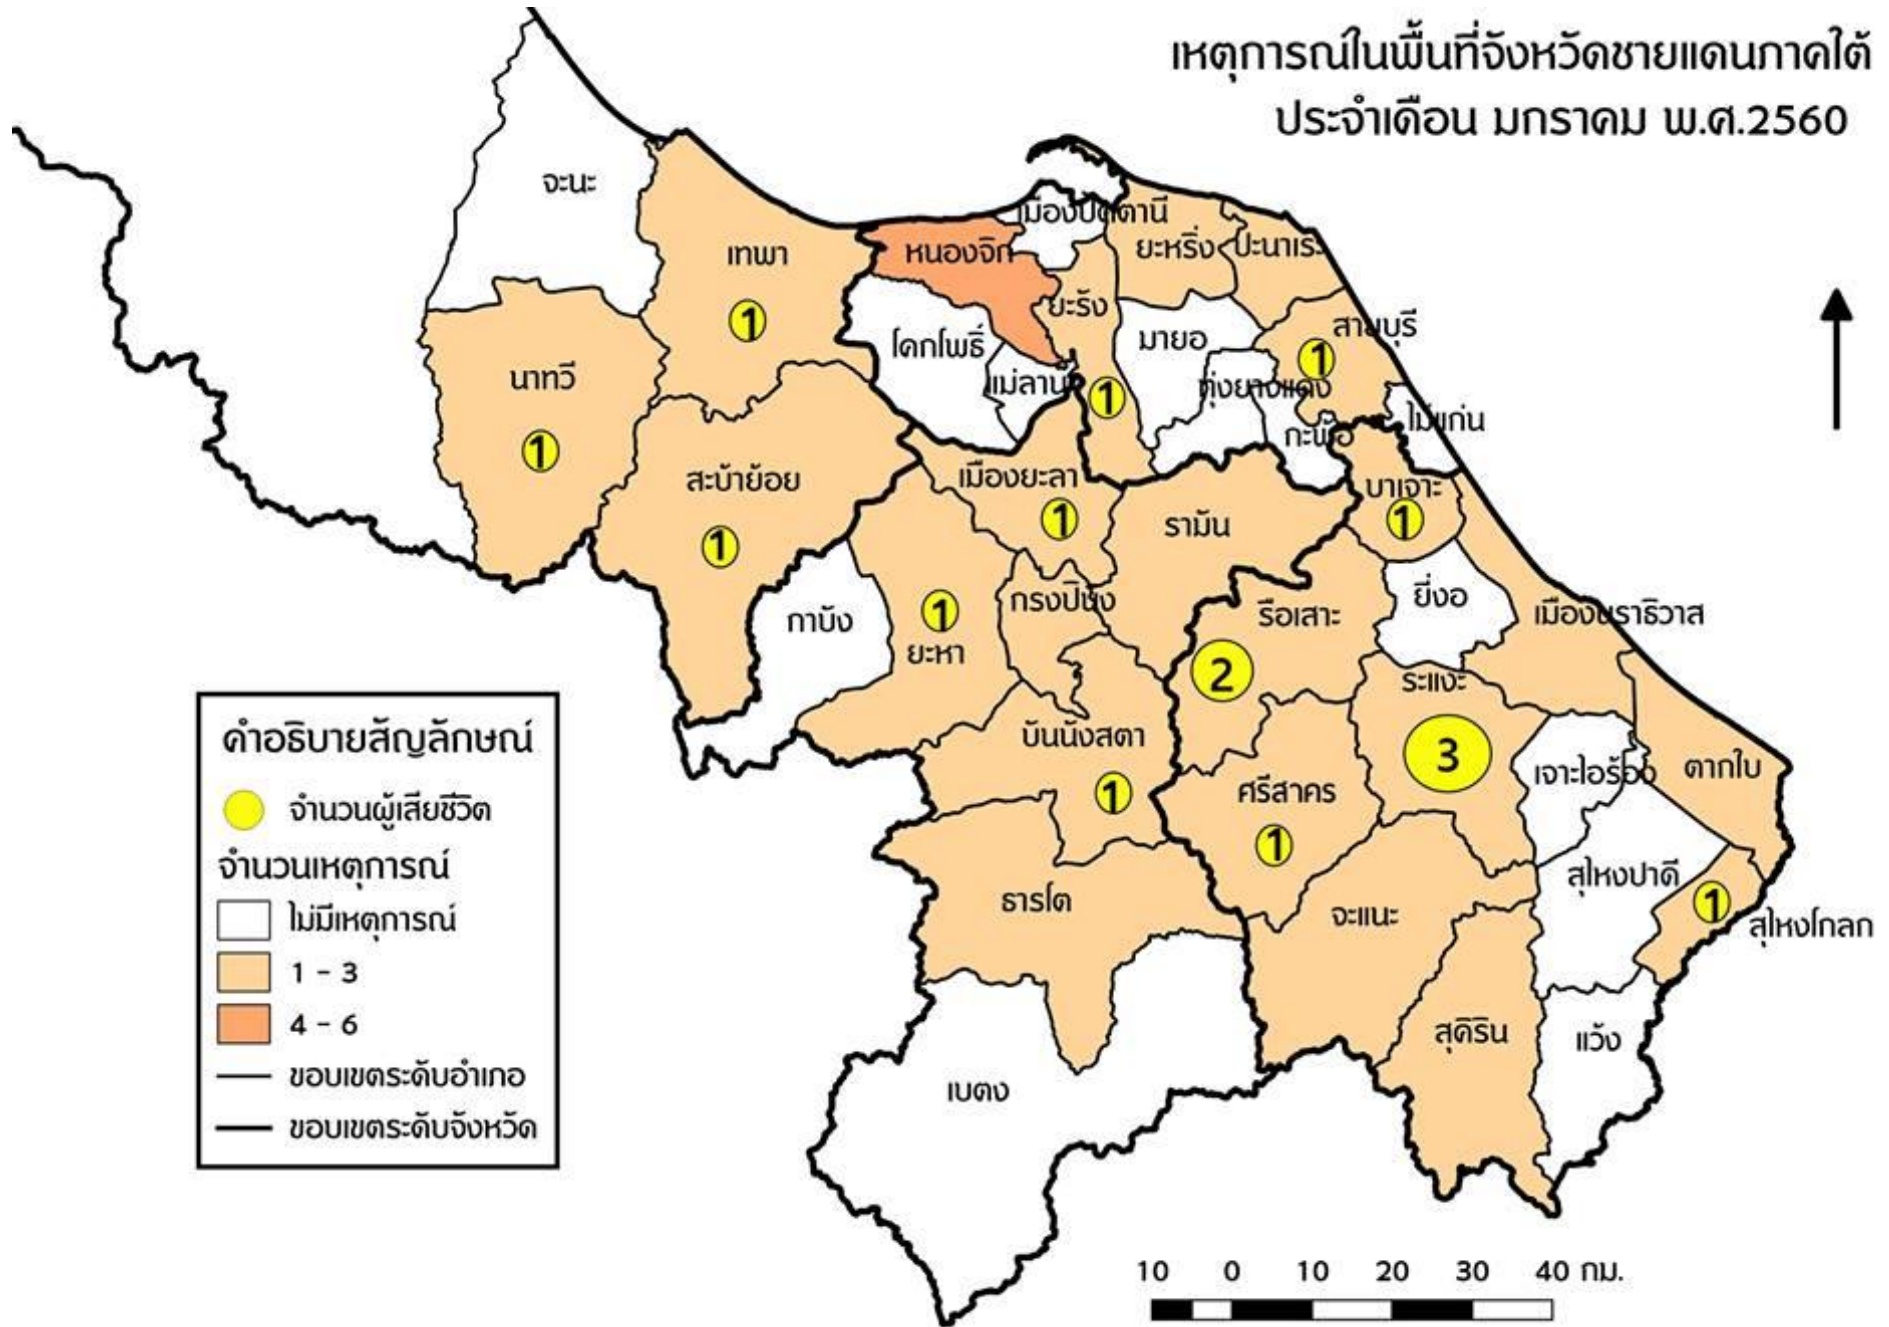 เหตุการณ์ในพื้นที่จังหวัดชายแดนภาคใต้
ประจำเดือน มกราคม พ.ศ.2560
จะนะ
เทพา
1
นาทวี
1
สะบ้าย้อย
1
หนองจิก
เมืองปัตตานี
ยะหริ่ง
ปะนาเระ
ยะรัง
1
โคกโพธิ์
แม่ลาน
มายอ
ทุ่งยางแดง
สายบุรี
1
กะพ้อ
ไม้แก่น
เมืองยะลา
1
รามัน
บาเจาะ
1
กาบัง
1
ยะหา
กรงปินัง
รือเสาะ
2
ยี่งอ
เมืองนราธิวาส
ระแงะ
3
บันนังสตา
1
ศรีสาคร
1
เจาะไอร้อง
ตากใบ
ธารโต
จะแนะ
สุไหงปาดี
1
สุไหงโกลก
สุคิริน
แว้ง
เบตง
คำอธิบายสัญลักษณ์
จำนวนผู้เสียชีวิต
จำนวนเหตุการณ์
ไม่มีเหตุการณ์
1 - 3
4 - 6
ขอบเขตระดับอำเภอ
ขอบเขตระดับจังหวัด
10 0 10 20 30 40 กม.